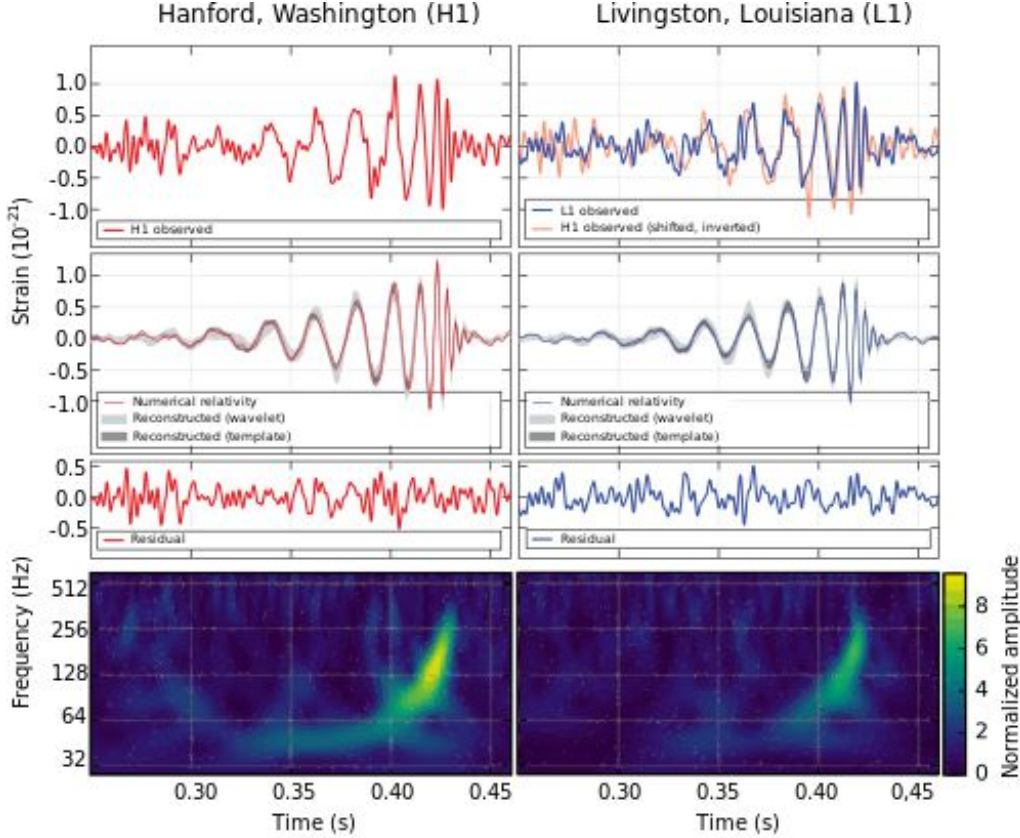 Hanford, Washington (H1)
Livingston, Louisiana (L1)
Strain (10-21)
1.0
0.5
0.0
-0.5
-1.0
H1 observed
L1 observed
H1 observed (shifted, inverted)
1.0
0.5
0.0
-0.5
-1.0
Numerical relativity
Reconstructed (wavelet)
Reconstructed (template)
Numerical relativity
Reconstructed (wavelet)
Reconstructed (template)
0.5
0.0
-0.5
Residual
Residual
Frequency (Hz)
512
256
128
64
32
0.30
0.35
0.40
0.45
Time (s)
0.30
0.35
0.40
0,45
Time (s)
8
6
4
2
0
Normalized amplitude